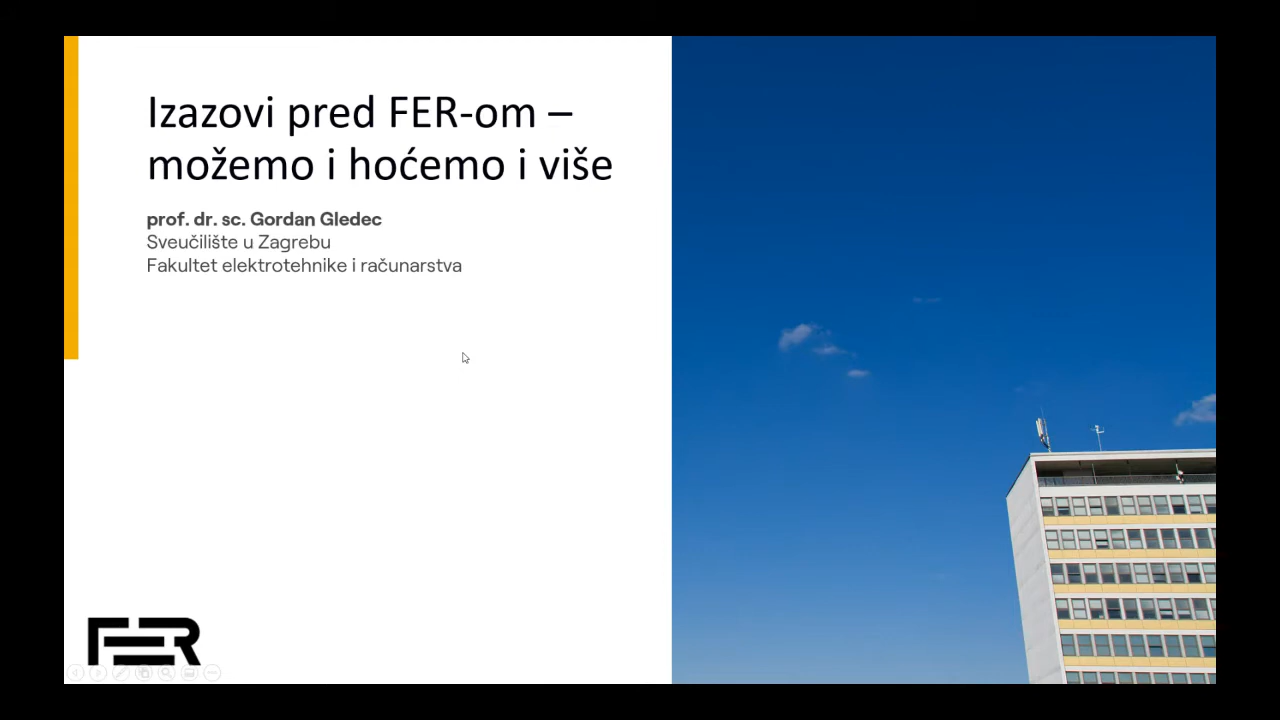 Izazovi pred FER-om –
možemo i hoćemo i više
prof. dr. sc. Gordan Gledec
Sveučilište u Zagrebu
Fakultet elektrotehnike i računarstva
FER